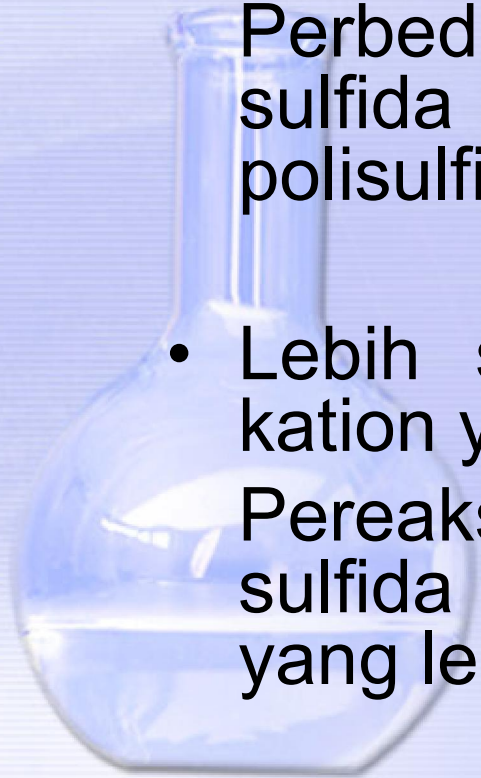 Perbed
sulfida
polisulfi
• Lebih s
kation y
Pereaks
sulfida
yang le